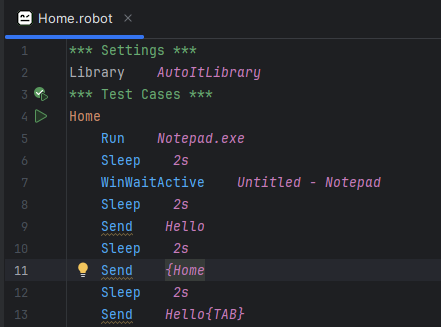 Home.robot ×
1 *** Settings ***
2 Library    AutoItLibrary
3 *** Test Cases ***
4 Home
5     Run    Notepad.exe
6     Sleep    2s
7     WinWaitActive    Untitled - Notepad
8     Sleep    2s
9     Send    Hello
10     Sleep    2s
11     Send    {Home
12     Sleep    2s
13     Send    Hello{TAB}